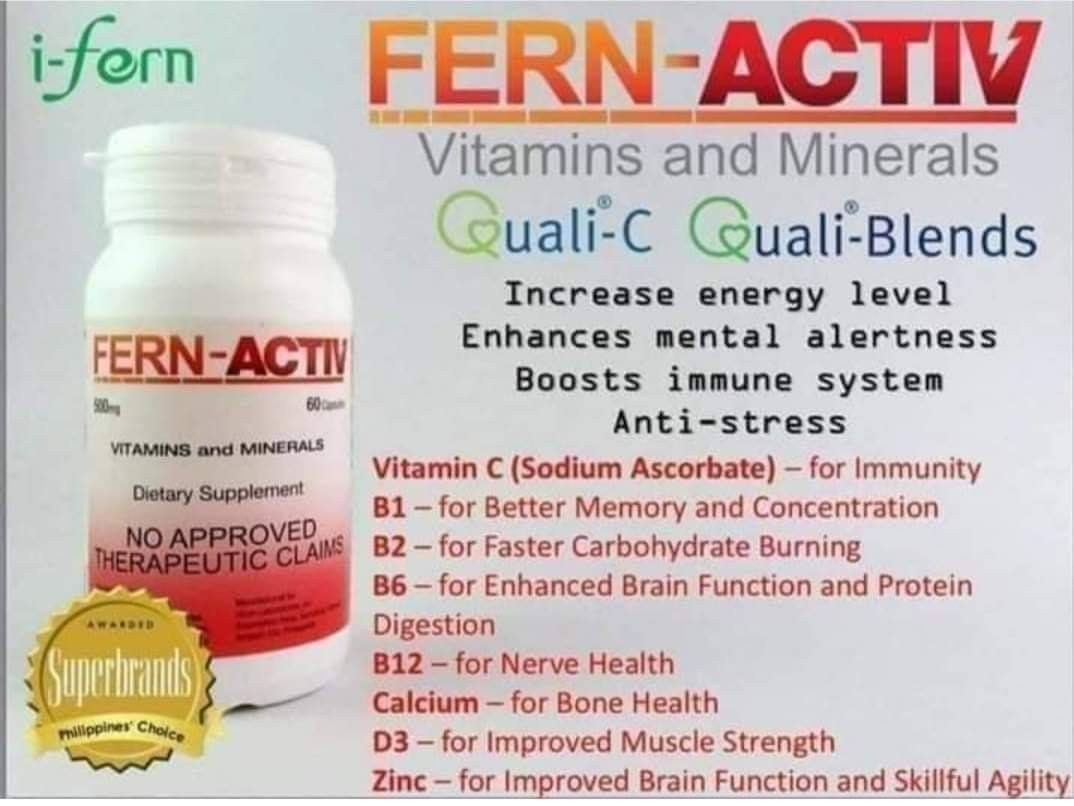 i-fern
FERN-ACTIV
Vitamins and Minerals
Quali®-C Quali®-Blends
Increase energy level
Enhances mental alertness
Boosts immune system
Anti-stress
Vitamin C (Sodium Ascorbate) – for Immunity
B1 – for Better Memory and Concentration
B2 – for Faster Carbohydrate Burning
B6 – for Enhanced Brain Function and Protein
Digestion
B12 – for Nerve Health
Calcium – for Bone Health
D3 – for Improved Muscle Strength
Zinc – for Improved Brain Function and Skillful Agility
FERN-ACTIV
500mg 60 Capsules
VITAMINS and MINERALS
Dietary Supplement
NO APPROVED
THERAPEUTIC CLAIMS
AWARDED
Superbrands
Philippines' Choice